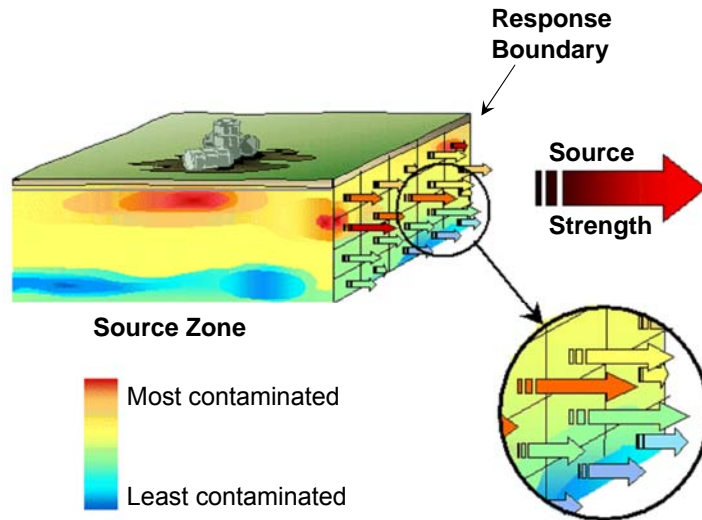 Response
Boundary
Source
Strength
Source Zone
Most contaminated
Least contaminated